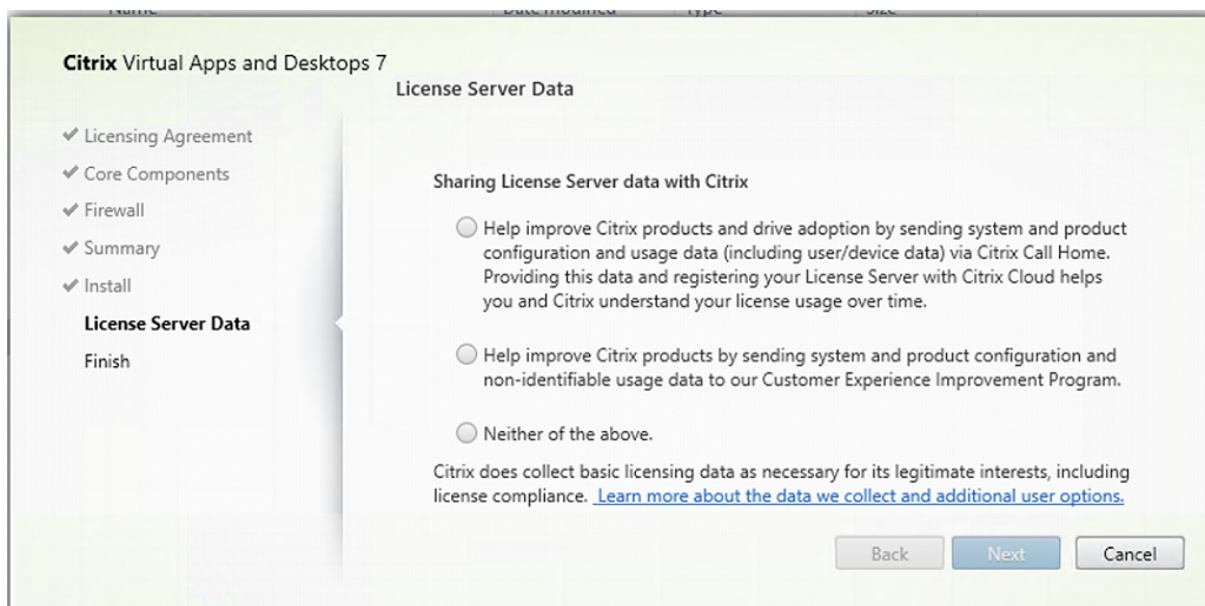 Name Date modified Type Size
Citrix Virtual Apps and Desktops 7
License Server Data
✔ Licensing Agreement
✔ Core Components
✔ Firewall
✔ Summary
✔ Install
License Server Data
Finish
Sharing License Server data with Citrix
Help improve Citrix products and drive adoption by sending system and product
configuration and usage data (including user/device data) via Citrix Call Home.
Providing this data and registering your License Server with Citrix Cloud helps
you and Citrix understand your license usage over time.
Help improve Citrix products by sending system and product configuration and
non-identifiable usage data to our Customer Experience Improvement Program.
Neither of the above.
Citrix does collect basic licensing data as necessary for its legitimate interests, including
license compliance. Learn more about the data we collect and additional user options.
Back Next Cancel